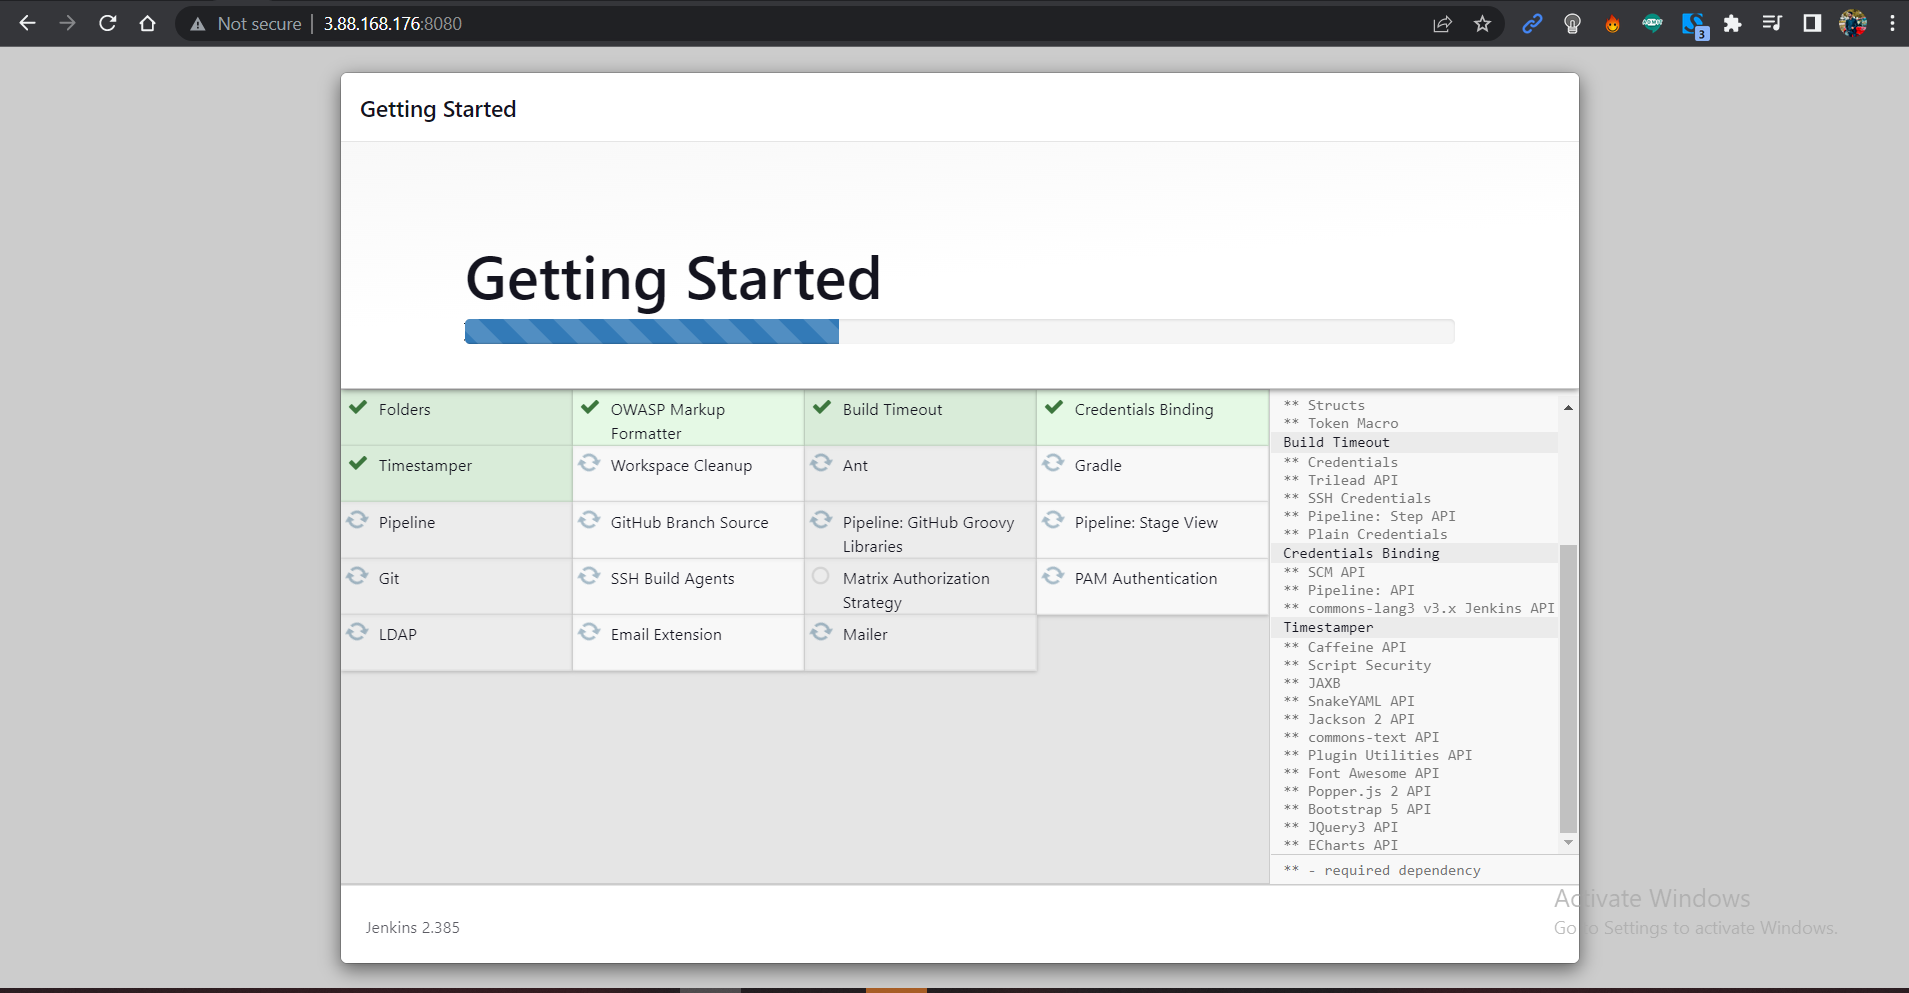 Not secure
3.88.168.176:8080
3
Getting Started
Getting Started
Folders
OWASP Markup
Formatter
Build Timeout
Credentials Binding
Timestamper
Workspace Cleanup
Ant
Gradle
Pipeline
GitHub Branch Source
Pipeline: GitHub Groovy
Libraries
Pipeline: Stage View
Git
SSH Build Agents
Matrix Authorization
Strategy
PAM Authentication
LDAP
Email Extension
Mailer
** Structs
** Token Macro
Build Timeout
** Credentials
** Trilead API
** SSH Credentials
** Pipeline: Step API
** Plain Credentials
Credentials Binding
** SCM API
** Pipeline: API
** commons-lang3 v3.x Jenkins API
Timestamper
** Caffeine API
** Script Security
** JAXB
** SnakeYAML API
** Jackson 2 API
** commons-text API
** Plugin Utilities API
** Font Awesome API
** Popper.js 2 API
** Bootstrap 5 API
** JQuery3 API
** ECharts API
** - required dependency
Jenkins 2.385
Activate Windows
Go to Settings to activate Windows.